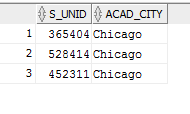 S_UNID ACAD_CITY
1 365404 Chicago
2 528414 Chicago
3 452311 Chicago